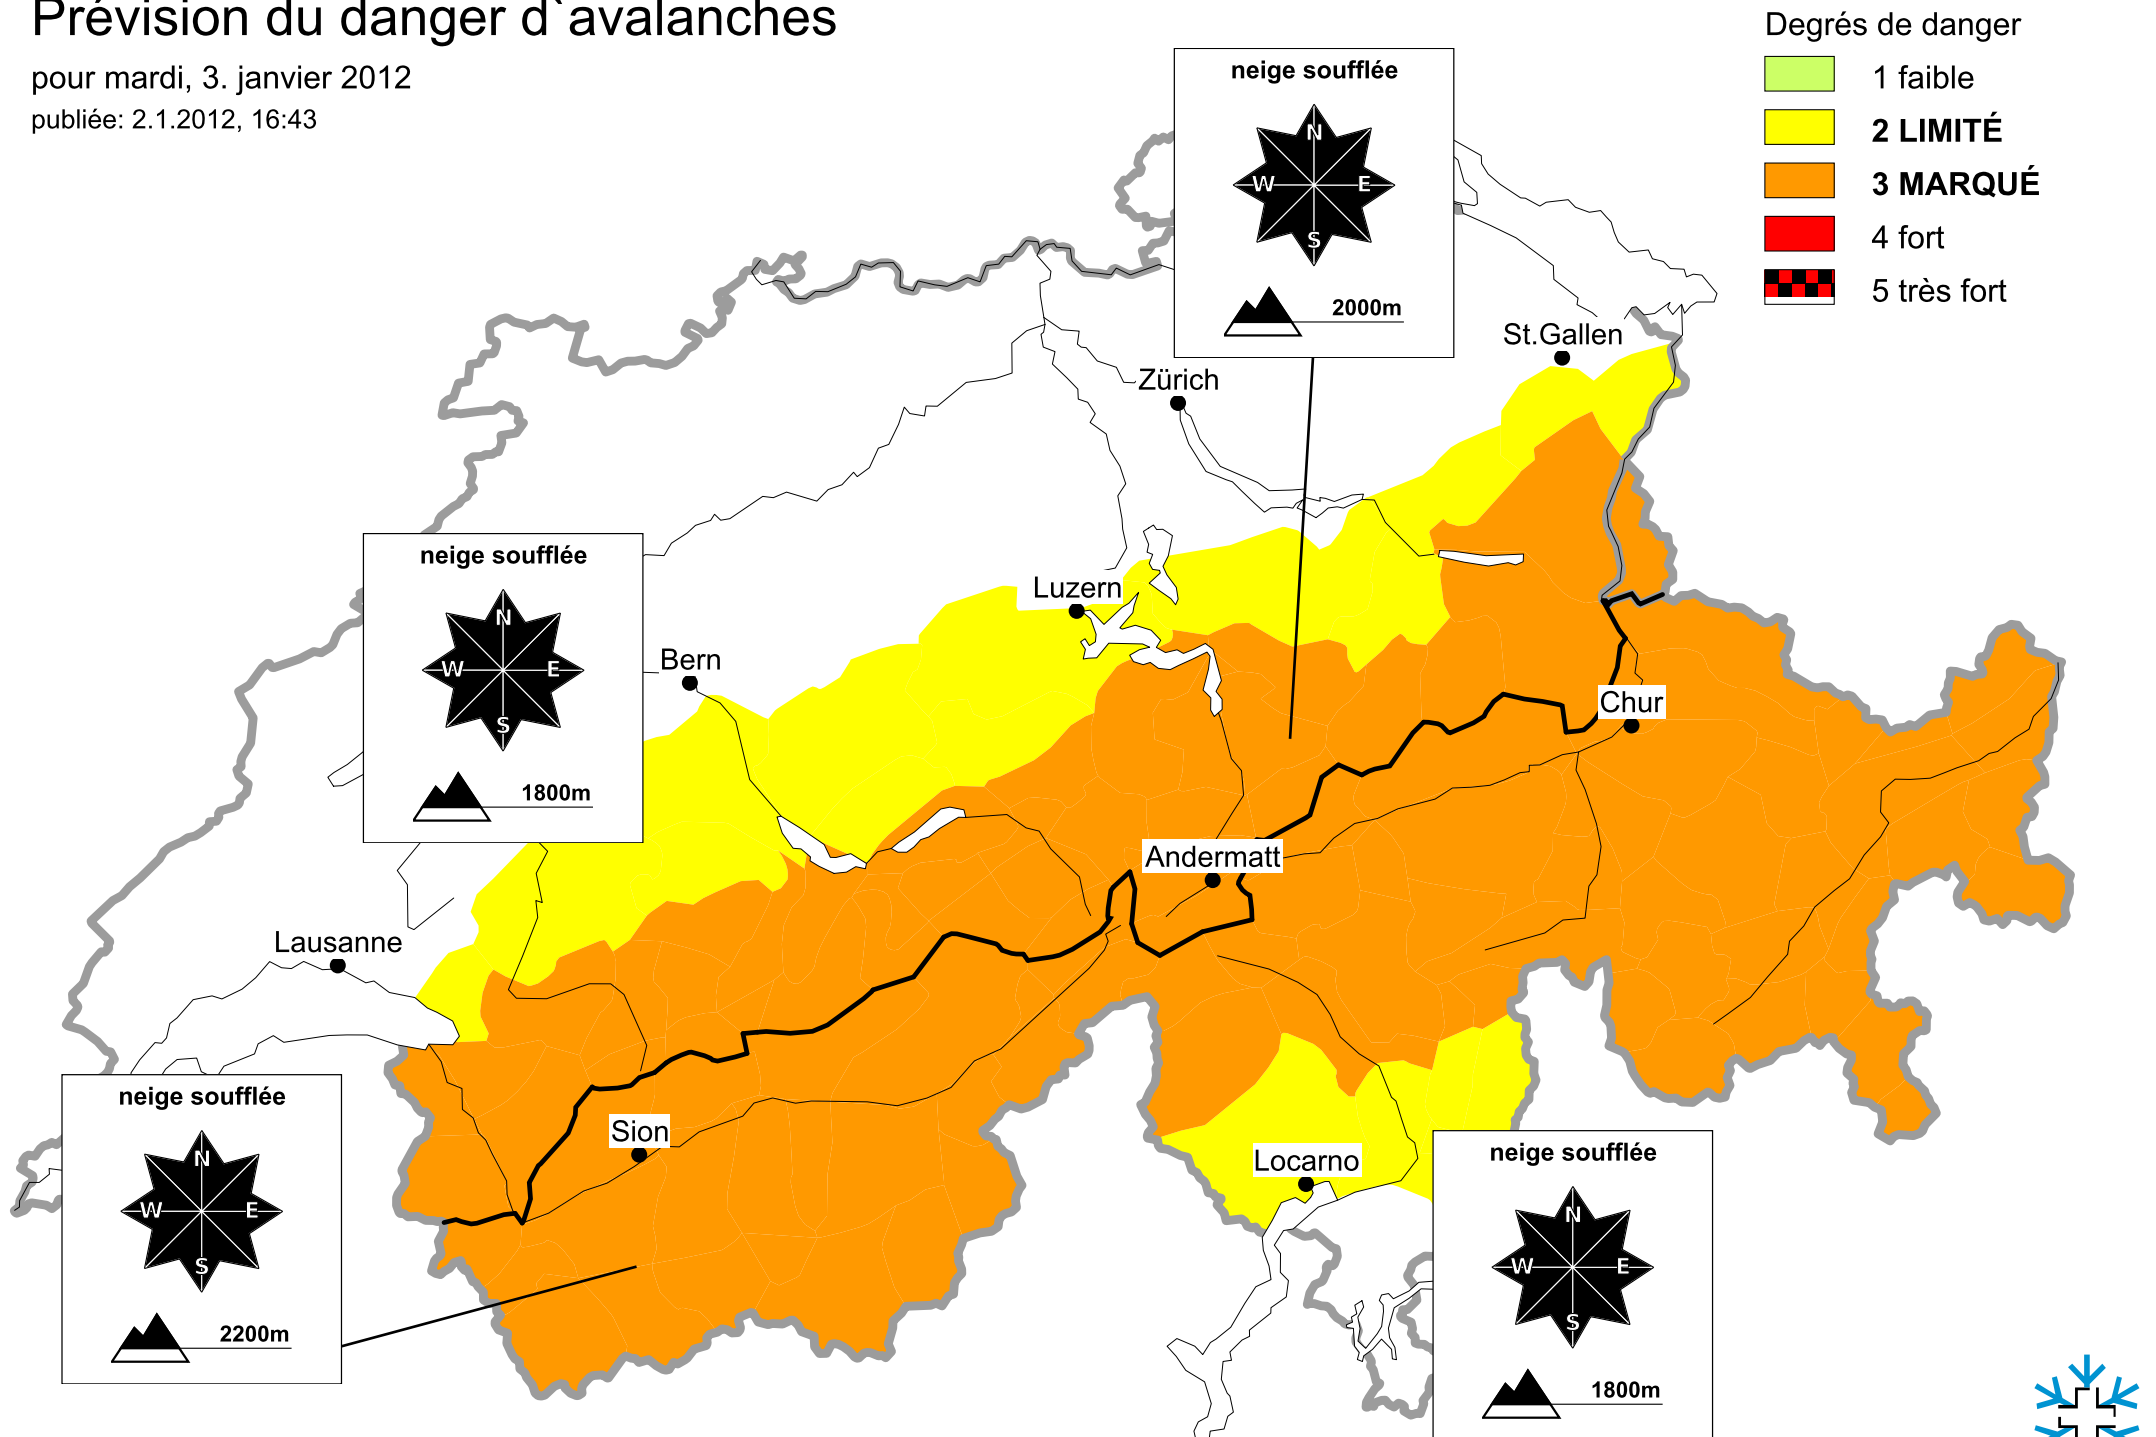 Prévision du danger d`avalanches
pour mardi, 3. janvier 2012
publiée: 2.1.2012, 16:43
Degrés de danger
1 faible
2 LIMITÉ
3 MARQUÉ
4 fort
5 très fort
neige soufflée
N
W
E
S
2000m
St.Gallen
Zürich
neige soufflée
N
W
E
S
1800m
Luzern
Bern
Chur
Andermatt
Lausanne
neige soufflée
N
W
E
S
2200m
Sion
Locarno
neige soufflée
N
W
E
S
1800m